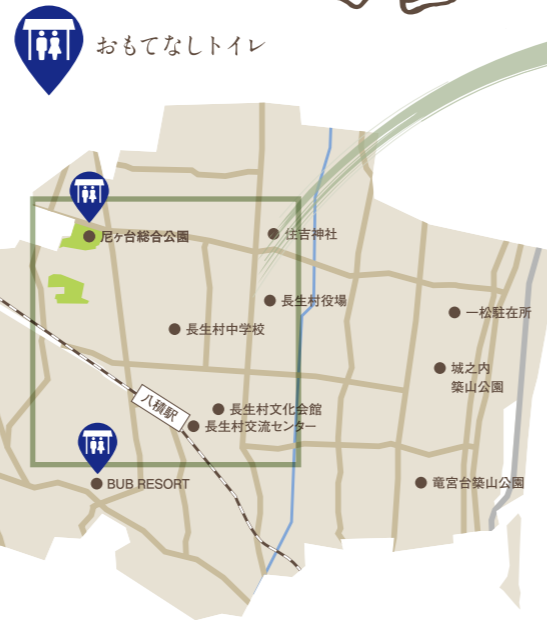 おもてなしトイレ
尼ヶ台総合公園
住吉神社
長生村役場
一松駐在所
長生村中学校
城之内
築山公園
八積駅
長生村文化会館
長生村交流センター
BUB RESORT
竜宮台築山公園